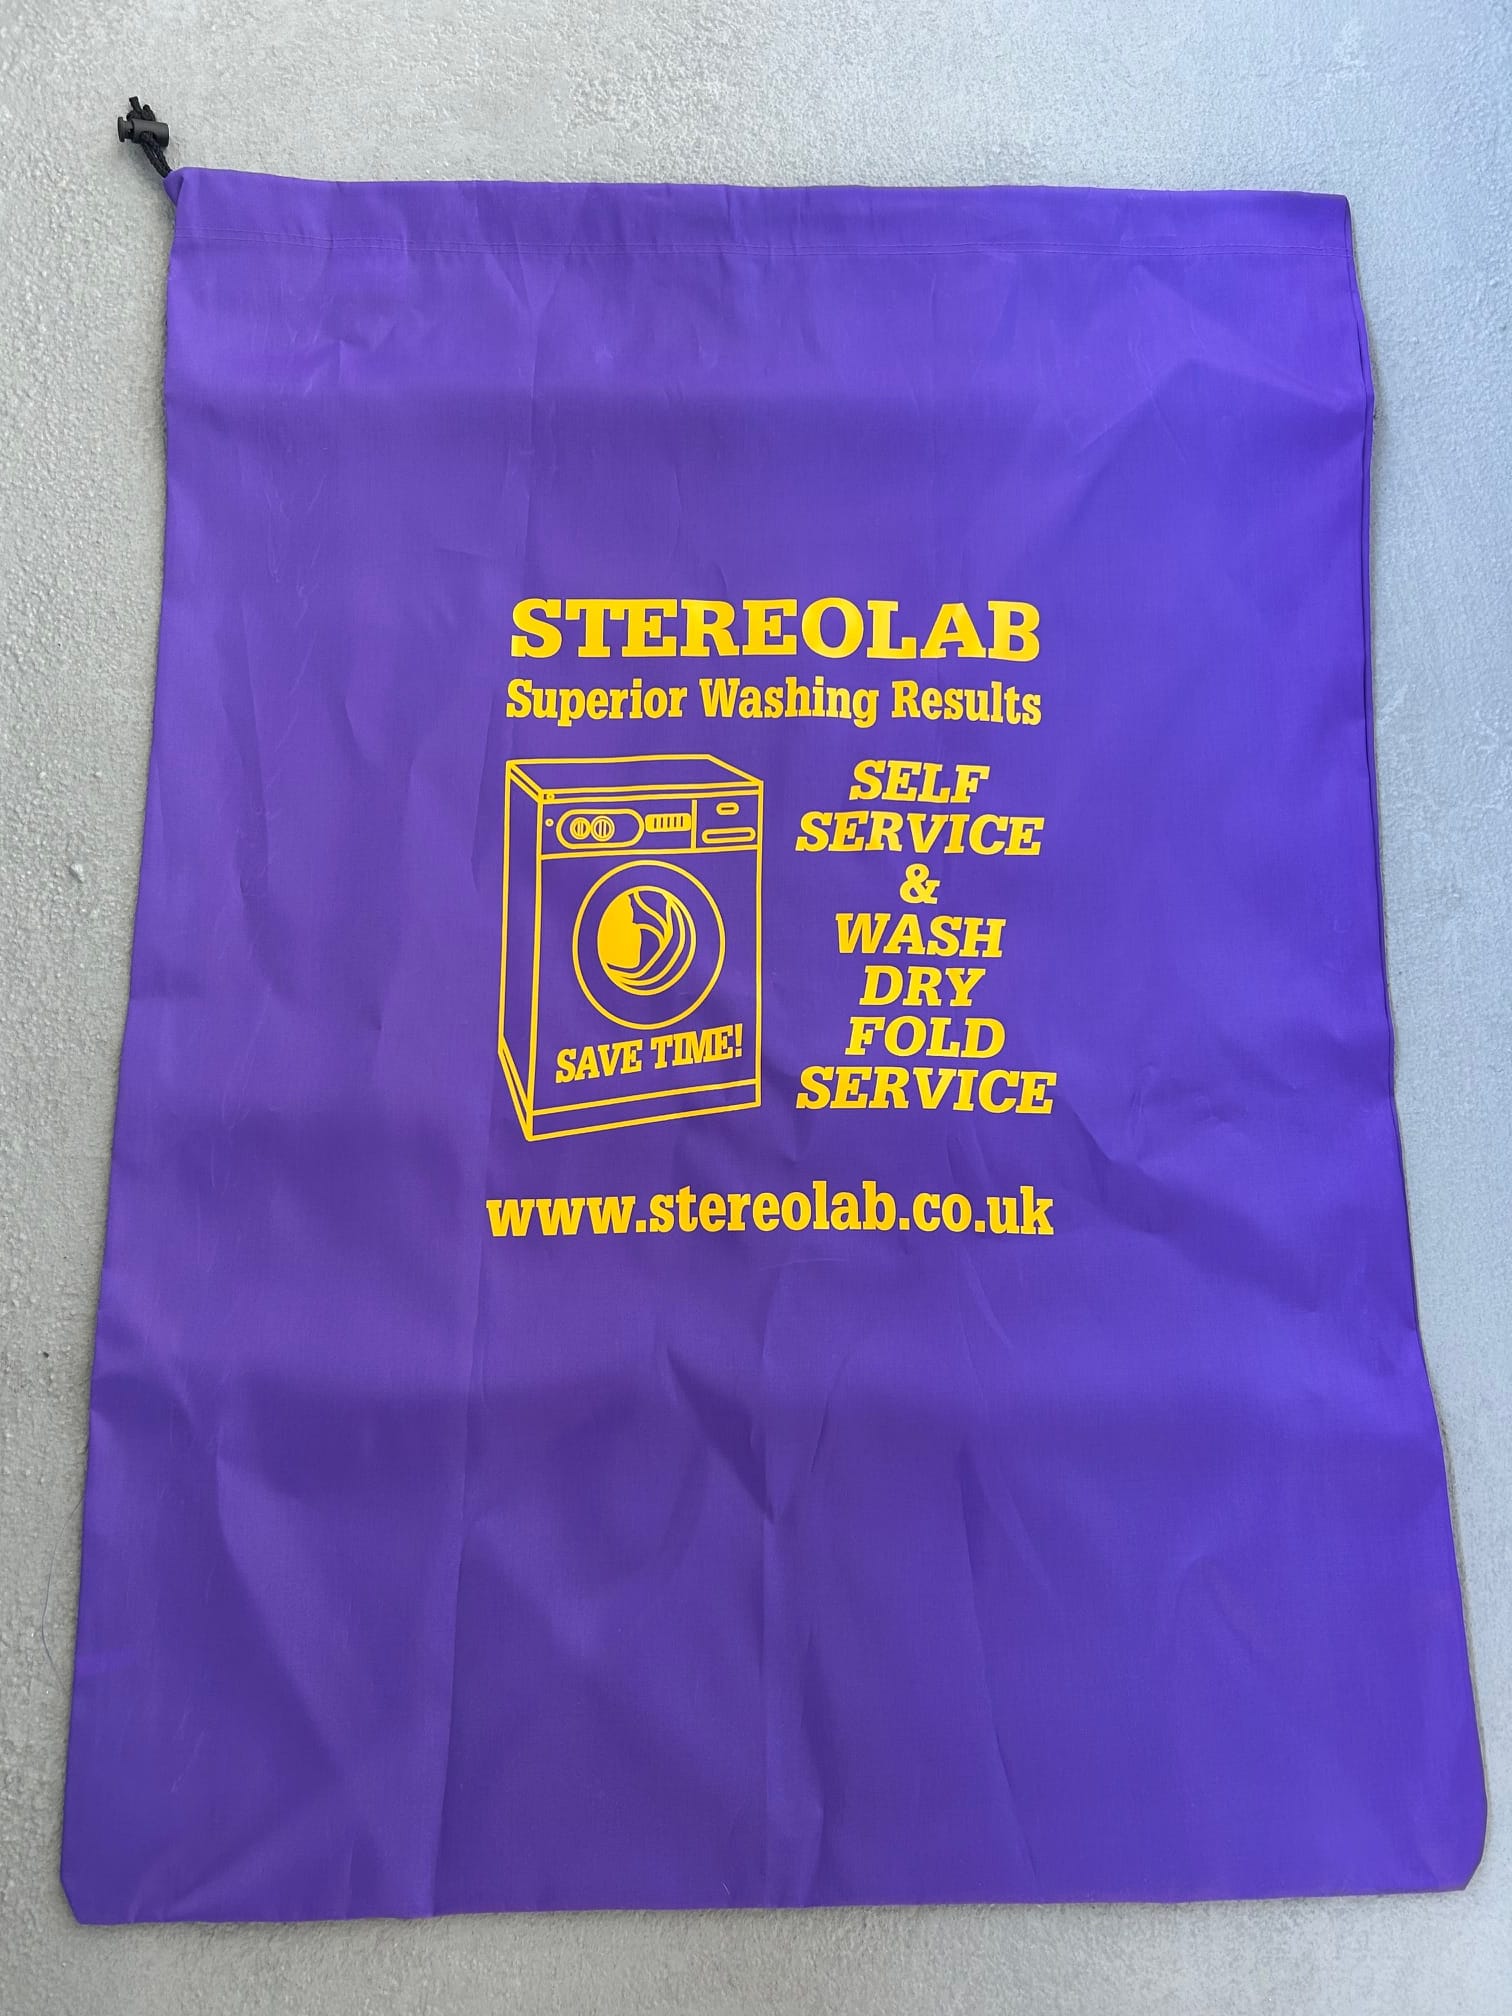 STEREOLAB
Superior Washing Results
SAVE TIME!
SELF
SERVICE
&
WASH
DRY
FOLD
SERVICE
www.stereolab.co.uk